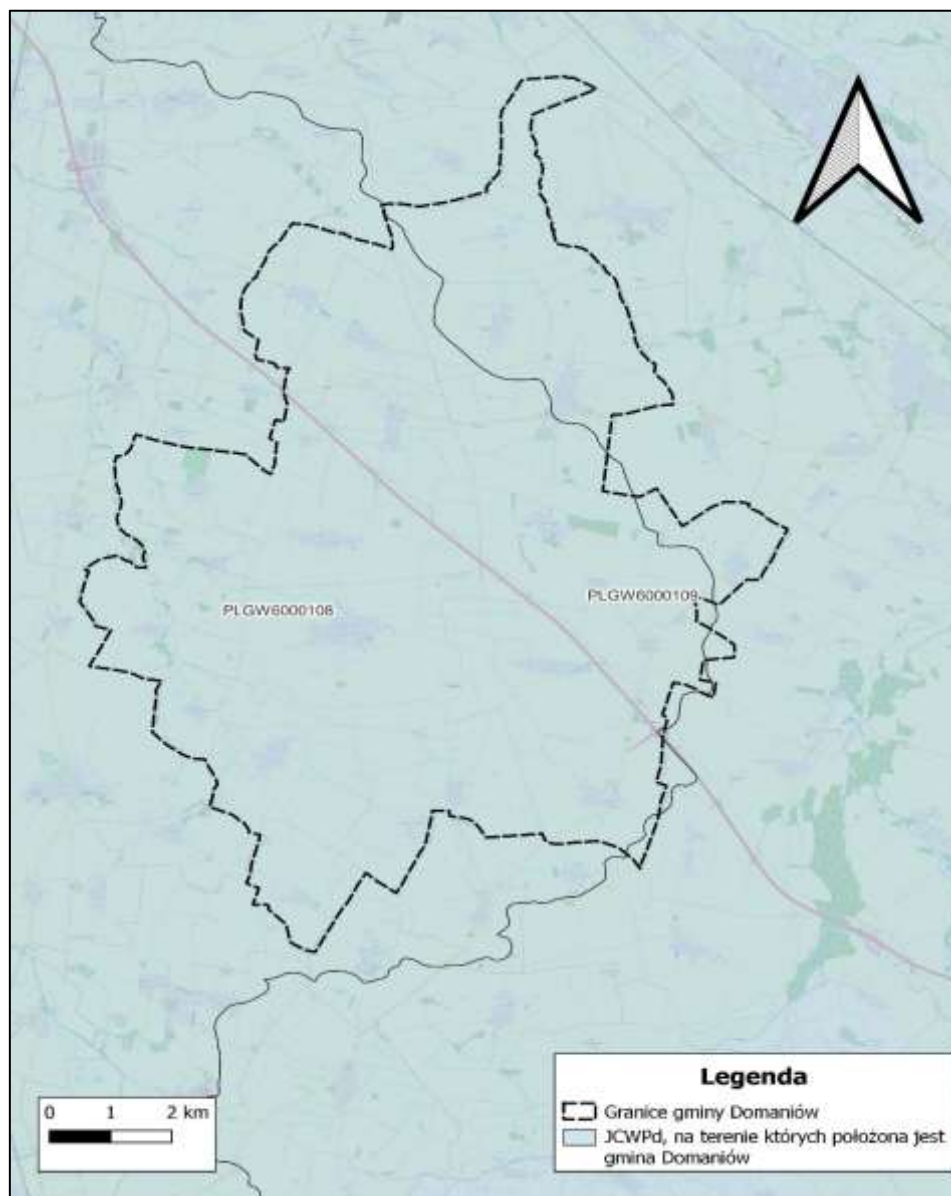 PLGW6000108
PLGW6000109
Legenda
Granice gminy Domaniów
JCWPd, na terenie których położona jest
gmina Domaniów
0 1 2 km